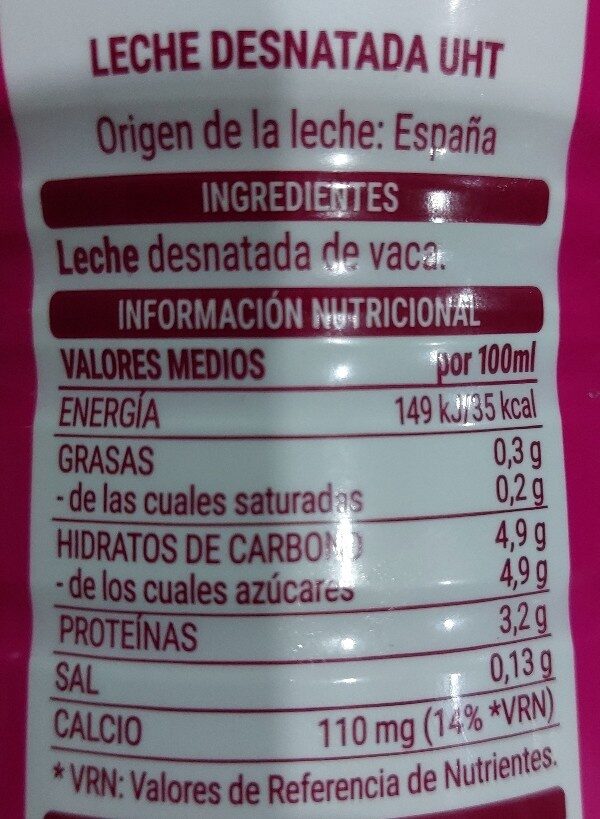 LECHE DESNATADA UHT
Origen de la leche: España
INGREDIENTES
Leche desnatada de vaca.
INFORMACIÓN NUTRICIONAL
VALORES MEDIOS por 100ml
ENERGÍA 149 kJ/35 kcal
GRASAS 0,3 g
- de las cuales saturadas 0,2 g
HIDRATOS DE CARBONO 4,9 g
- de los cuales azúcares 4,9 g
PROTEÍNAS 3,2 g
SAL 0,13 g
CALCIO 110 mg (14% *VRN)
* VRN: Valores de Referencia de Nutrientes.